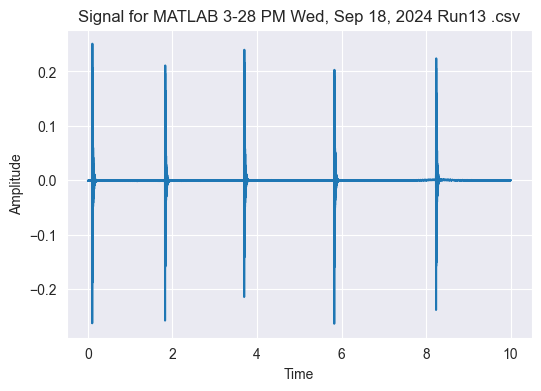 Signal for MATLAB 3-28 PM Wed, Sep 18, 2024 Run13 .csv
Amplitude
0.2
0.1
0.0
−0.1
−0.2
0 2 4 6 8 10
Time